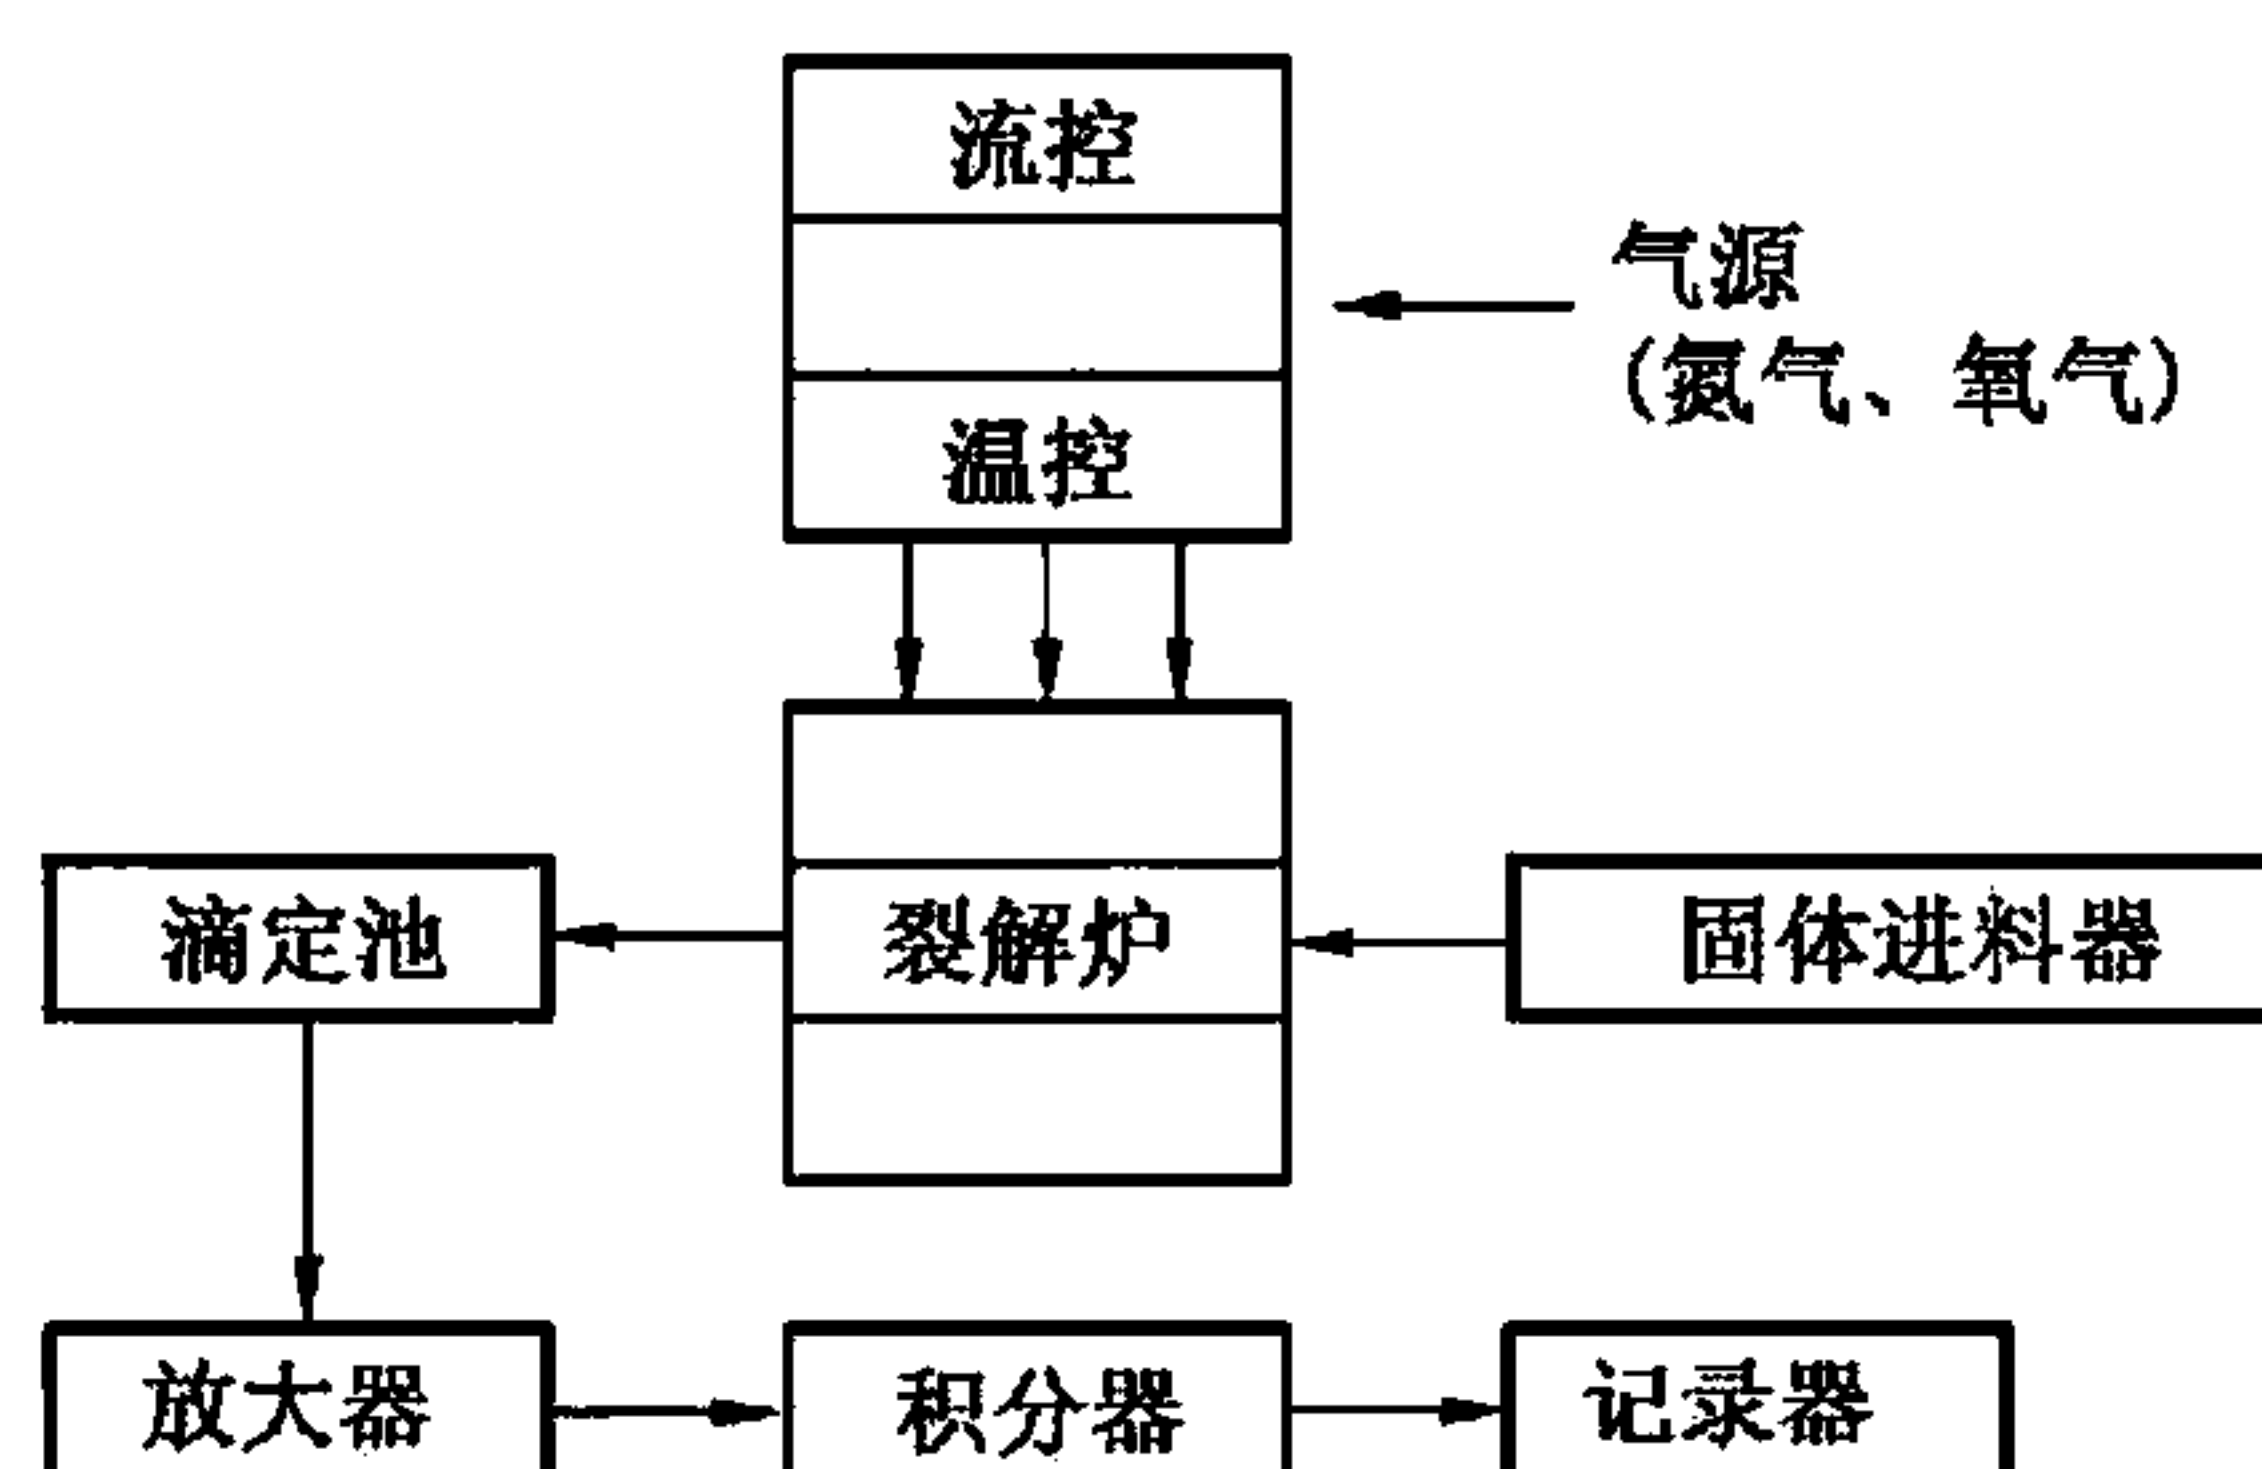 流控
气源
(氮气、氧气)
温控
滴定池
裂解炉
固体进料器
放大器
积分器
记录器